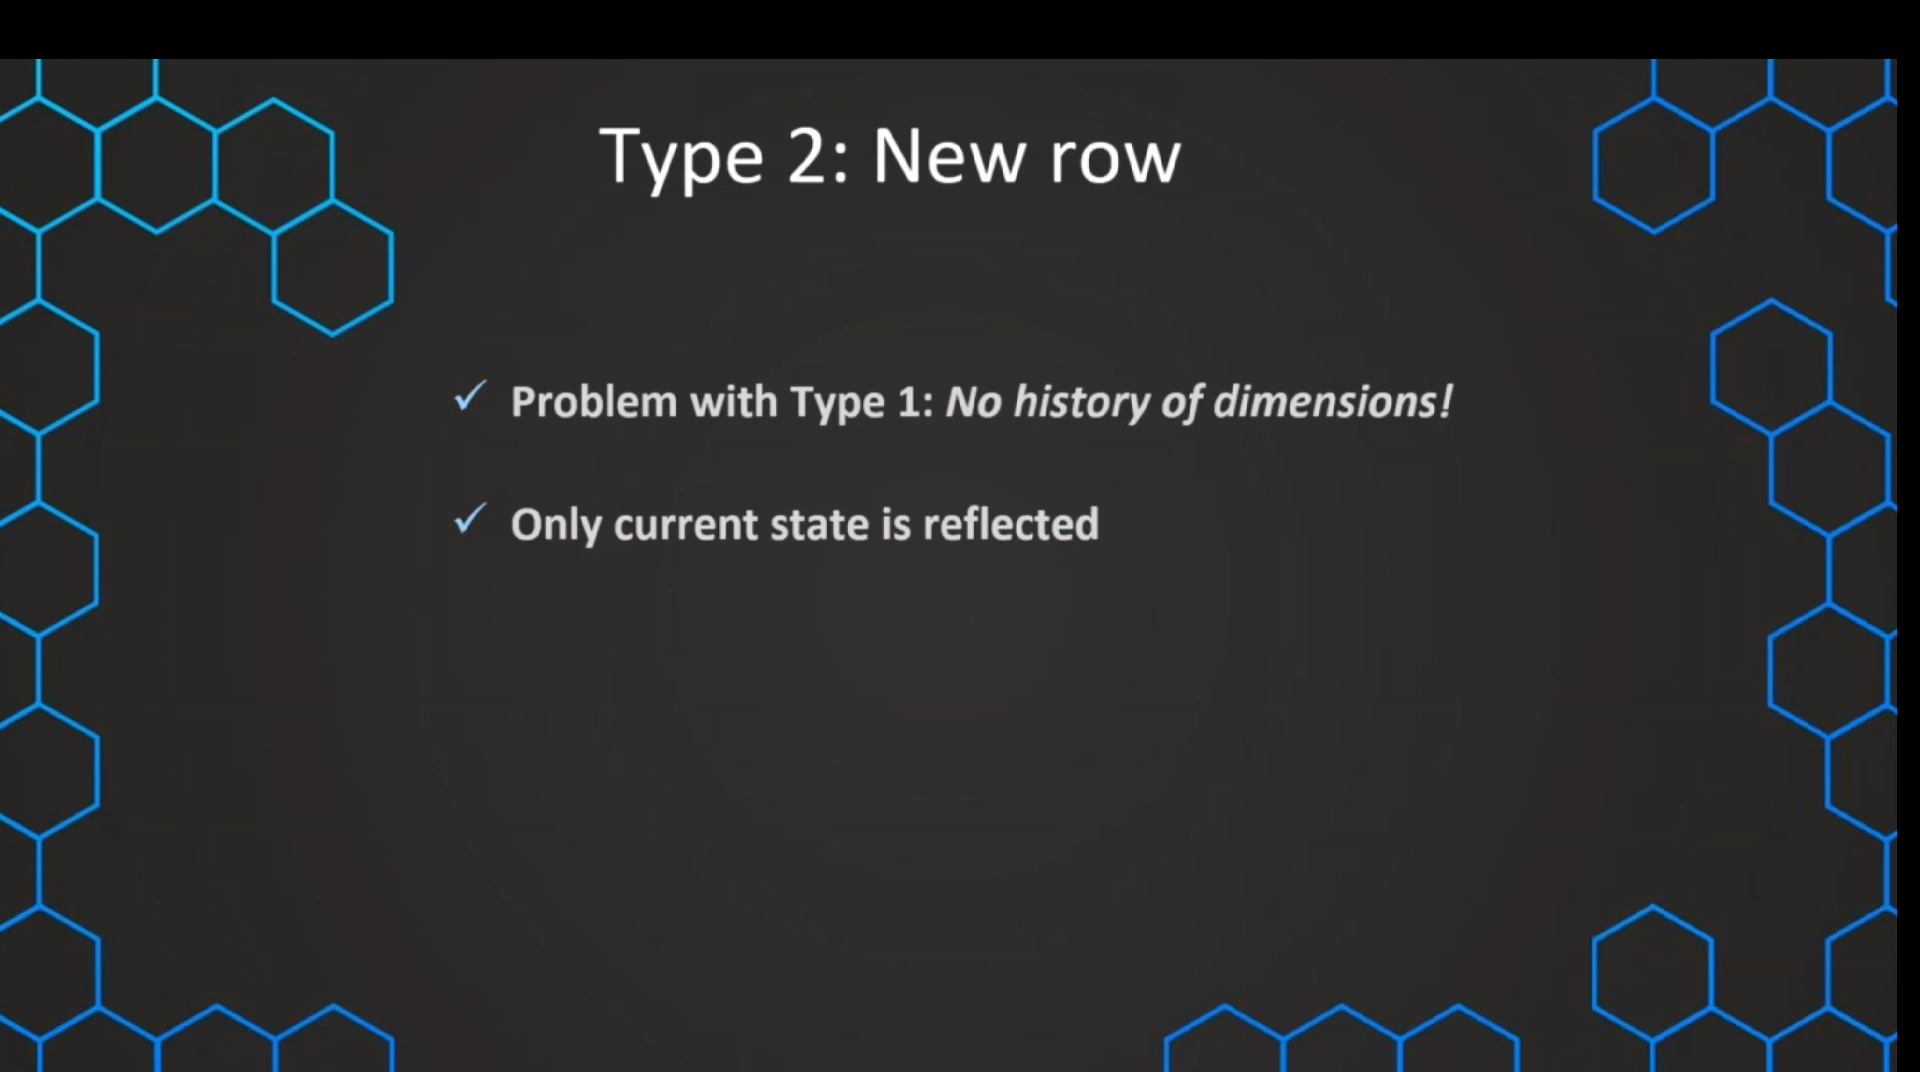 Type 2: New row
Problem with Type 1: No history of dimensions!
Only current state is reflected